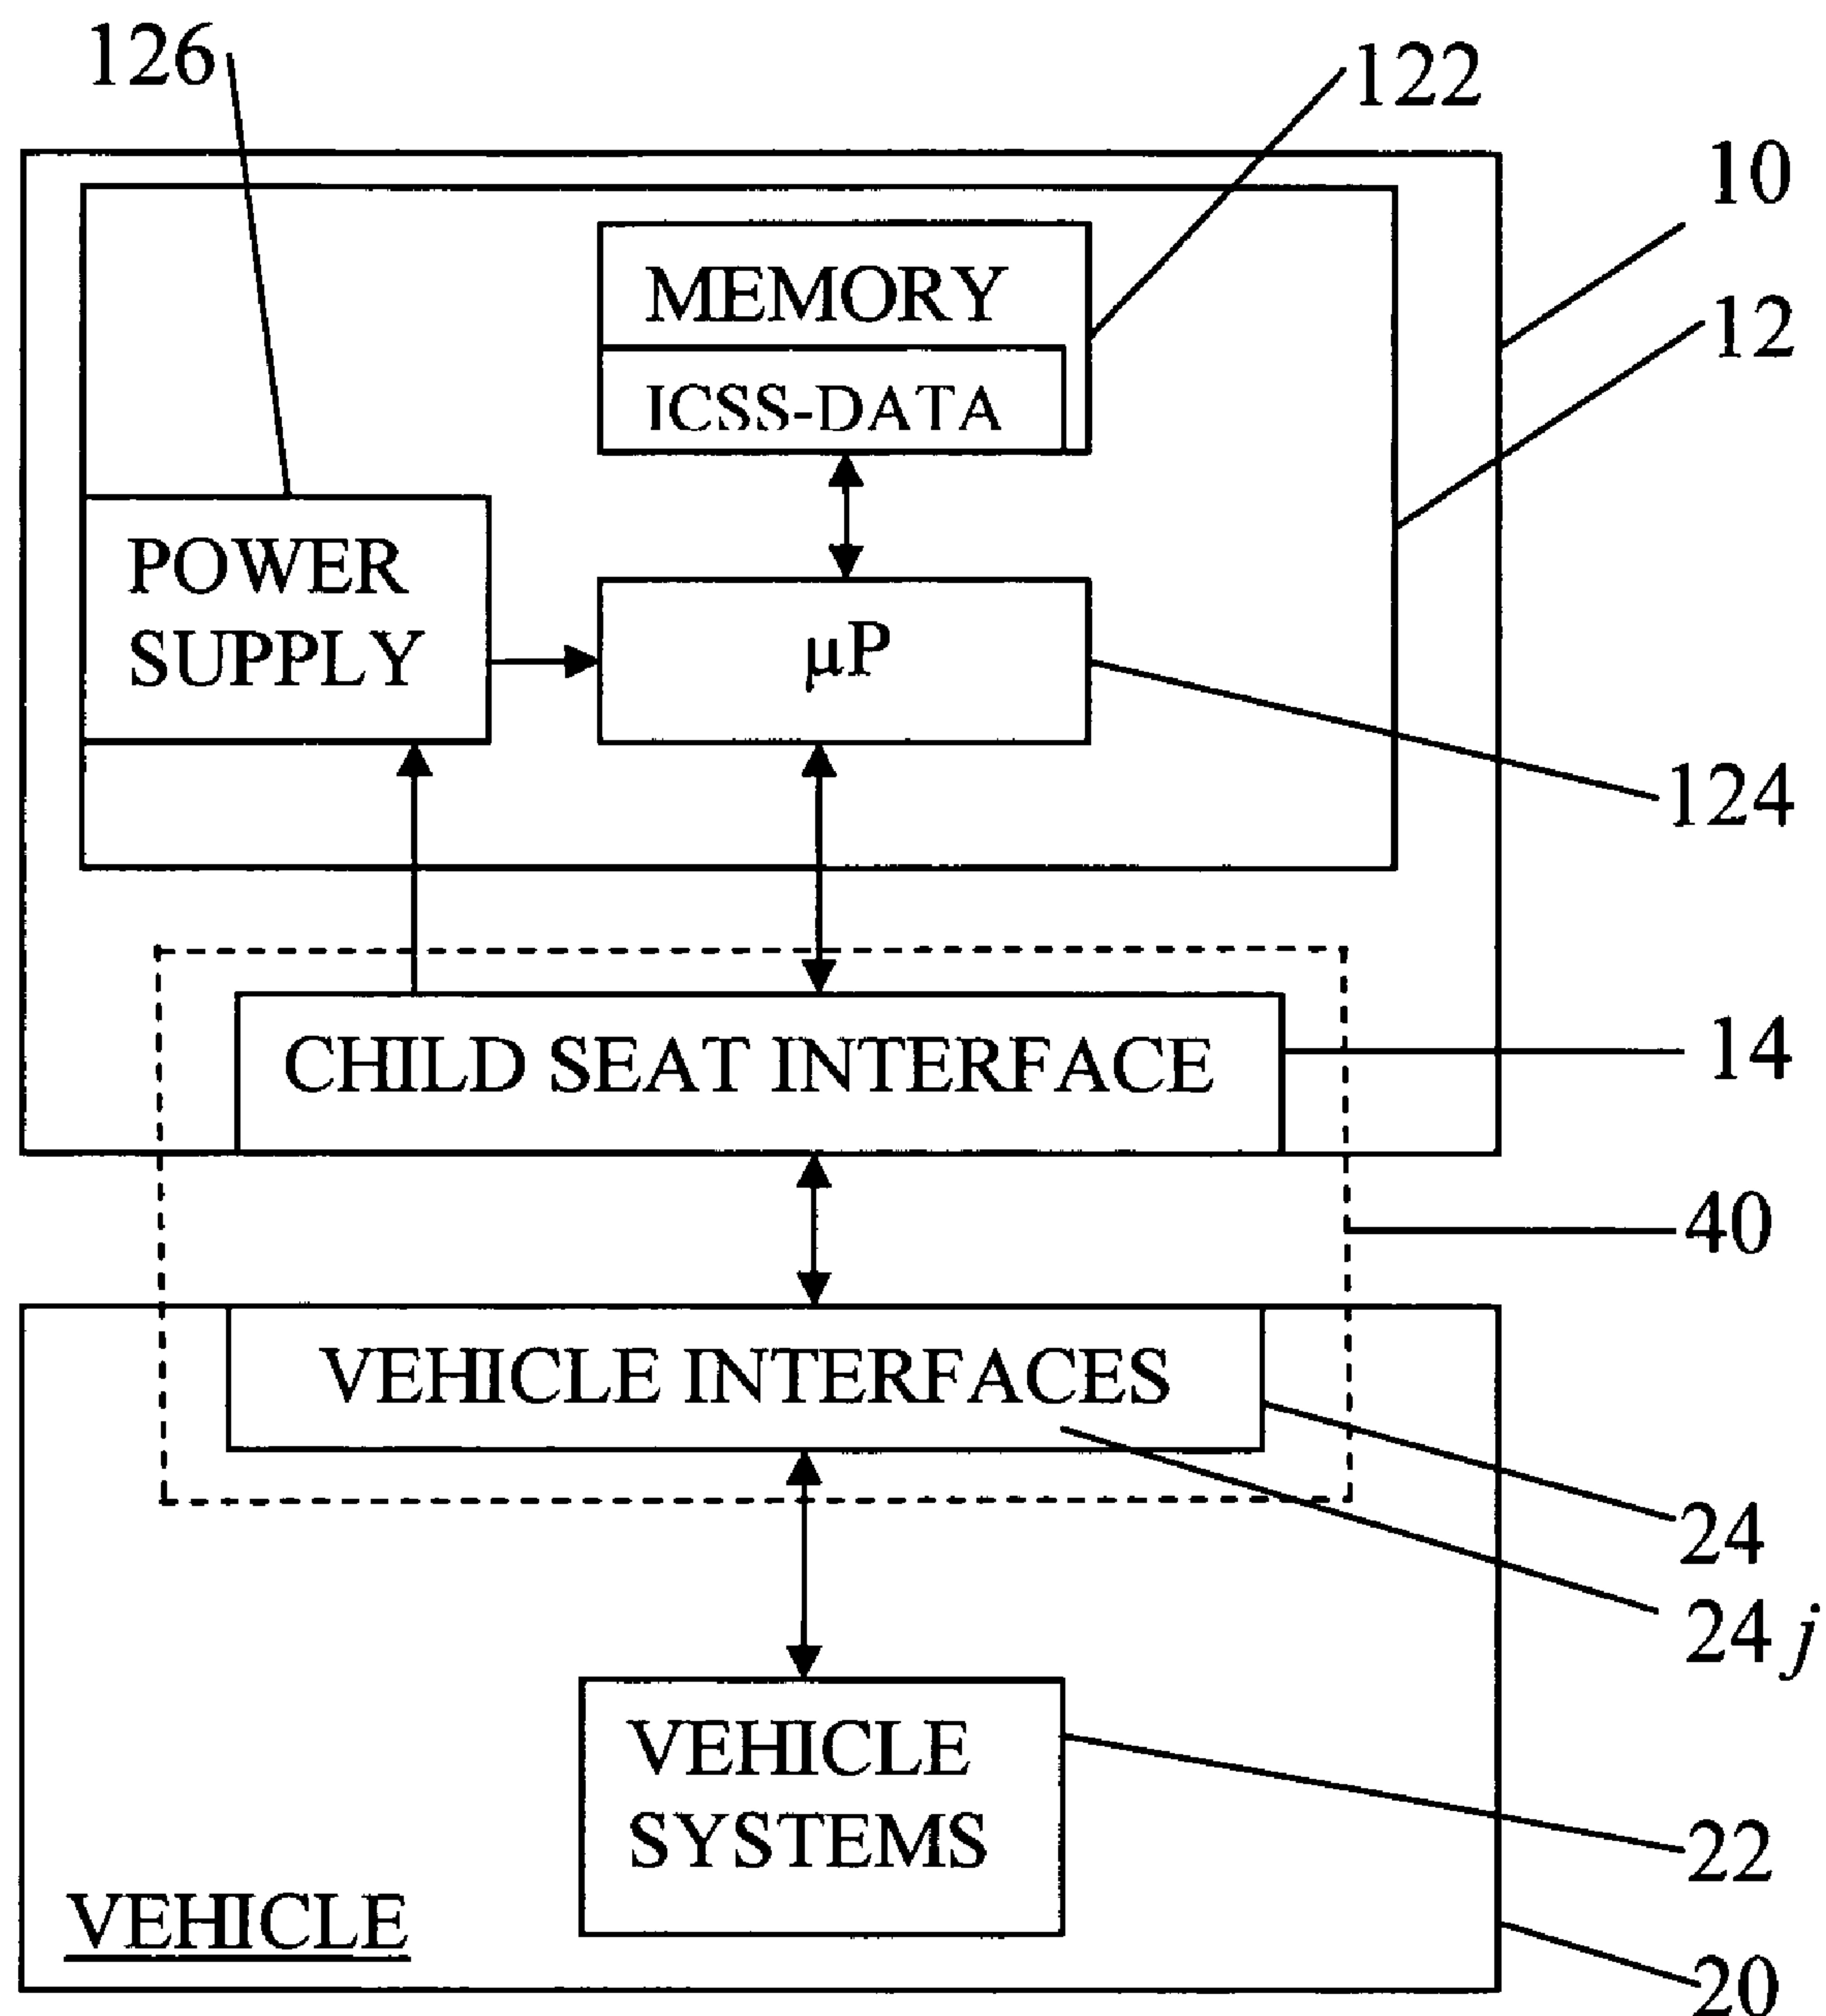 126
122
10
12
MEMORY
ICSS-DATA
POWER
SUPPLY
μP
124
CHILD SEAT INTERFACE
14
40
VEHICLE INTERFACES
24
24 j
VEHICLE
SYSTEMS
22
VEHICLE
20